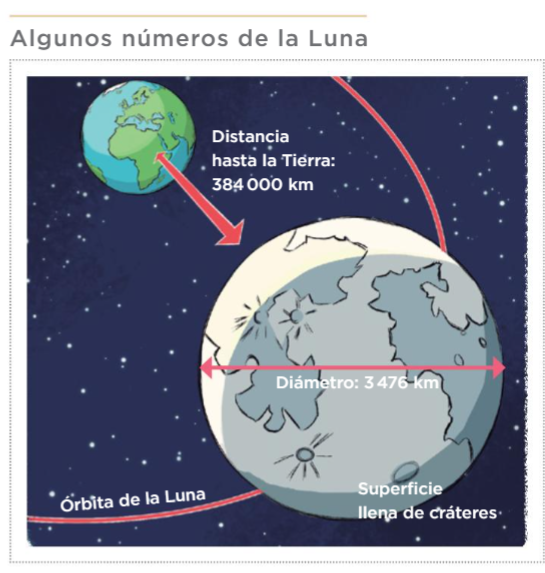 Algunos números de la Luna
Distancia
hasta la Tierra:
384 000 km
Diámetro: 3 476 km
Órbita de la Luna
Superficie
llena de cráteres